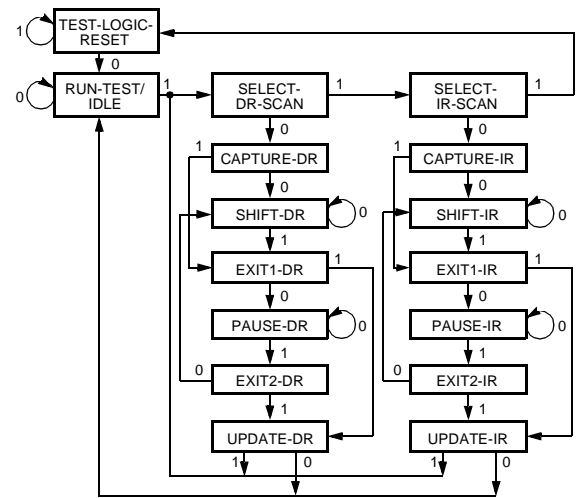 TEST-LOGIC-
RESET
1
0
RUN-TEST/
IDLE
0
1
SELECT-
DR-SCAN
1
SELECT-
IR-SCAN
1
0
0
1
CAPTURE-DR
1
CAPTURE-IR
0
0
SHIFT-DR
0
SHIFT-IR
0
1
1
EXIT1-DR
1
EXIT1-IR
1
0
0
PAUSE-DR
0
PAUSE-IR
0
1
1
0
EXIT2-DR
0
EXIT2-IR
1
1
UPDATE-DR
UPDATE-IR
1
0
1
0